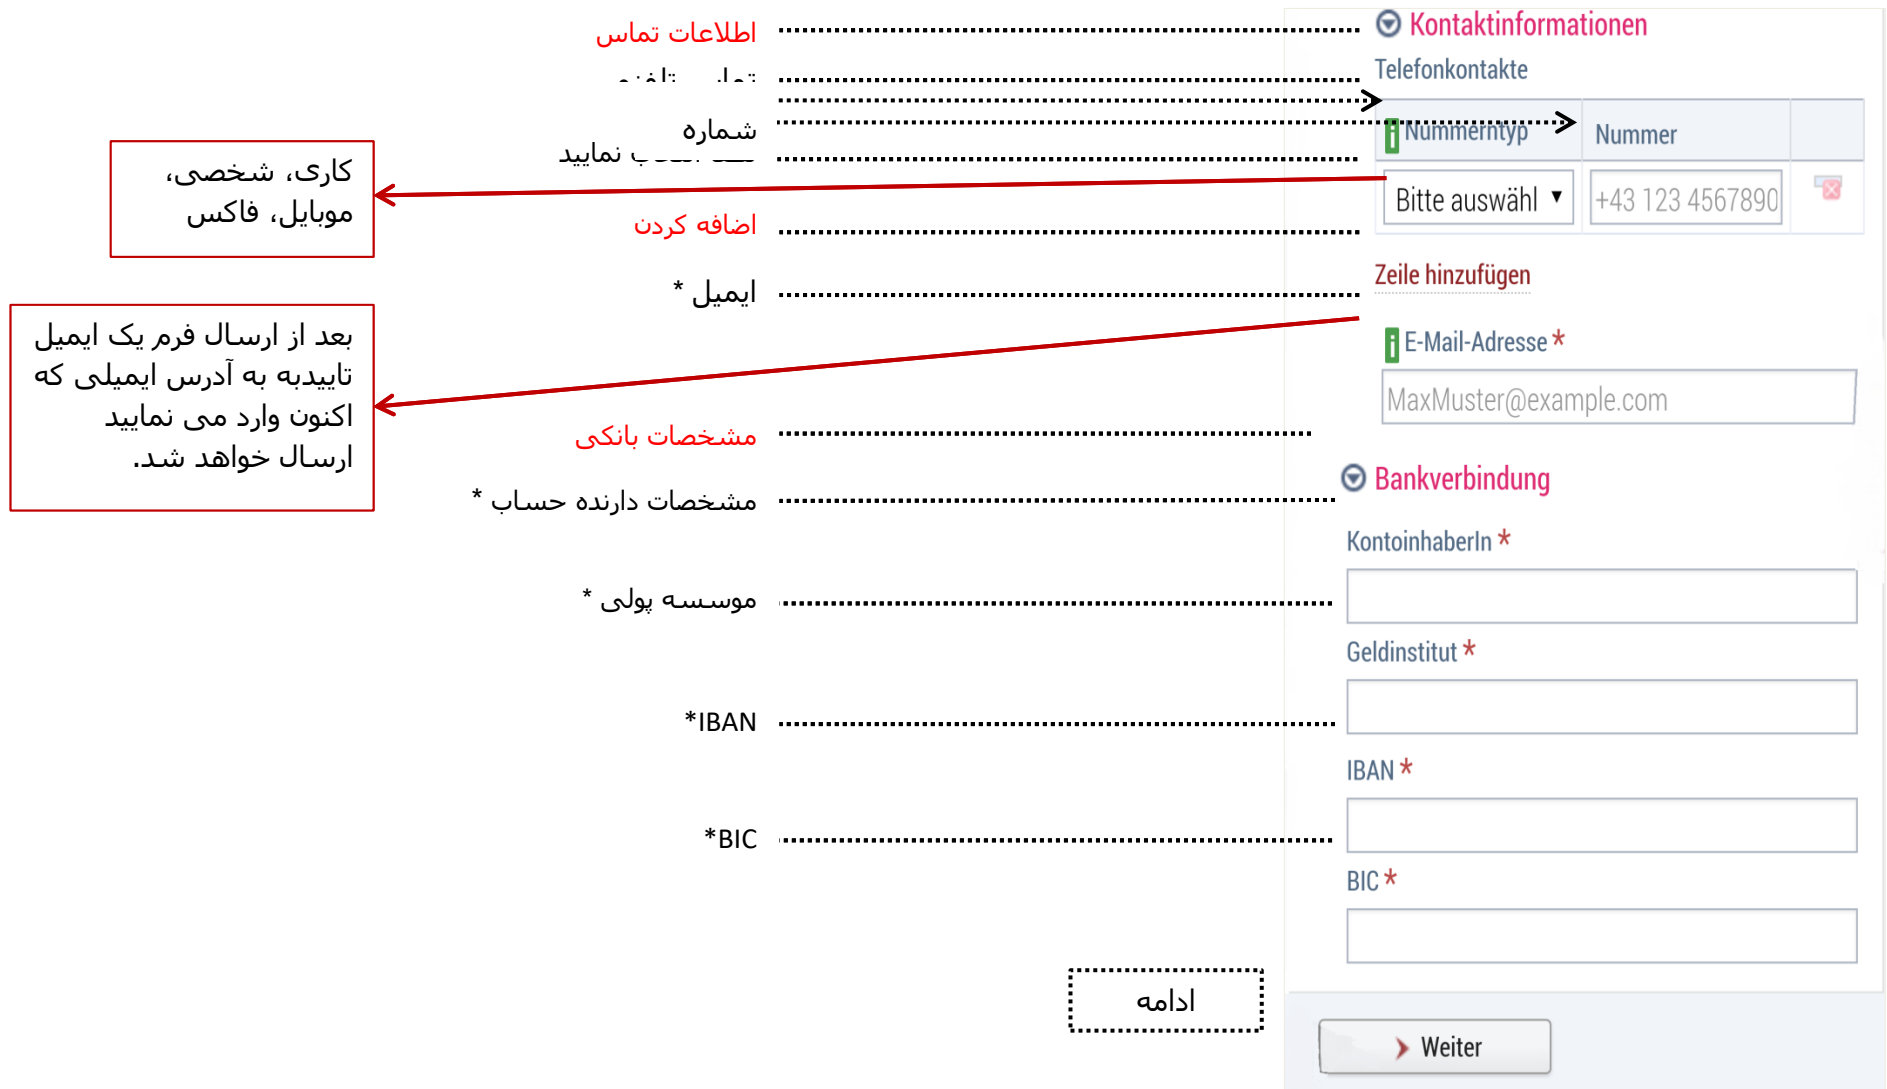 اطلاعات تماس
Kontaktinformationen
Telefonkontakte
شماره
Nummerntyp
Nummer
نمایید
کاری، شخصی،
موبایل، فاکس
Bitte auswähl
+43 123 4567890
اضافه کردن
Zeile hinzufügen
ایمیل *
E-Mail-Adresse *
MaxMuster@example.com
بعد از ارسال فرم یک ایمیل
تاییدبه به آدرس ایمیلی که
اکنون وارد می نمایید
ارسال خواهد شد.
مشخصات بانکی
Bankverbindung
مشخصات دارنده حساب *
KontoinhaberIn *
موسسه پولی *
Geldinstitut *
*IBAN
IBAN *
*BIC
BIC *
ادامه
Weiter